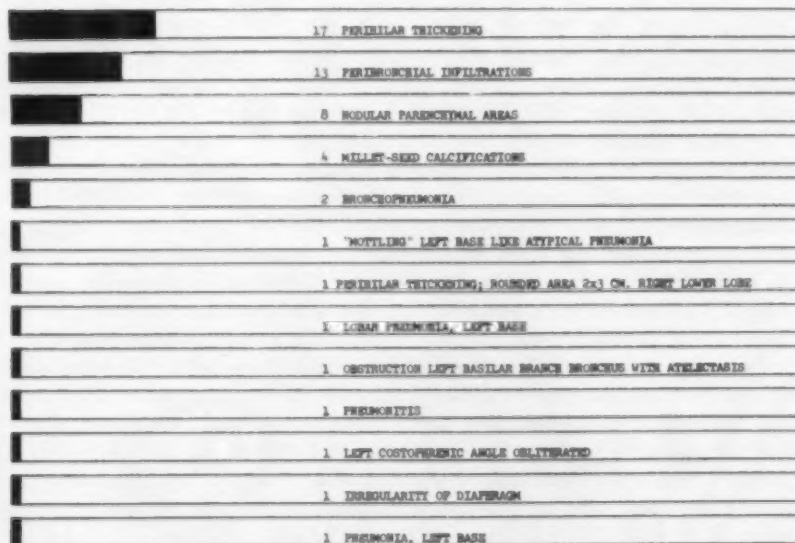 17 PERIHILAR THICKENING
13 PERIBRONCHIAL INFILTRATIONS
8 NODULAR PARENCHYMAL AREAS
4 MILLET-SEED CALCIFICATIONS
2 BRONCHOPNEUMONIA
1 "MOTTLING" LEFT BASE LIKE ATYPICAL PNEUMONIA
1 PERIHILAR THICKENING; ROUNDED AREA 2x3 CM. RIGHT LOWER LOBE
1 LOBAR PNEUMONIA, LEFT BASE
1 OBSTRUCTION LEFT BASILAR BRANCH BRONCHUS WITH ATELECTASIS
1 PNEUMONITIS
1 LEFT COSTOPHRENIC ANGLE OBLITERATED
1 IRREGULARITY OF DIAPHRAGM
1 PNEUMONIA, LEFT BASE